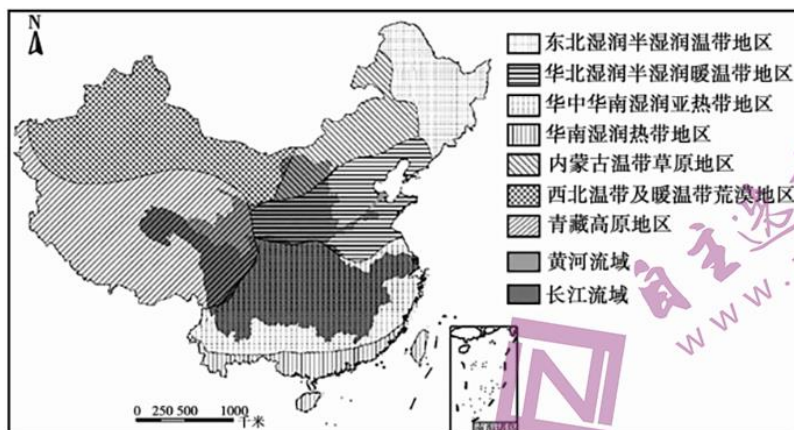 N
东北湿润半湿润温带地区
华北湿润半湿润暖温带地区
华中华南湿润亚热带地区
华南湿润热带地区
内蒙古温带草原地区
西北温带及暖温带荒漠地区
青藏高原地区
黄河流域
长江流域
0 250 500 1000
千米
自主选
www.